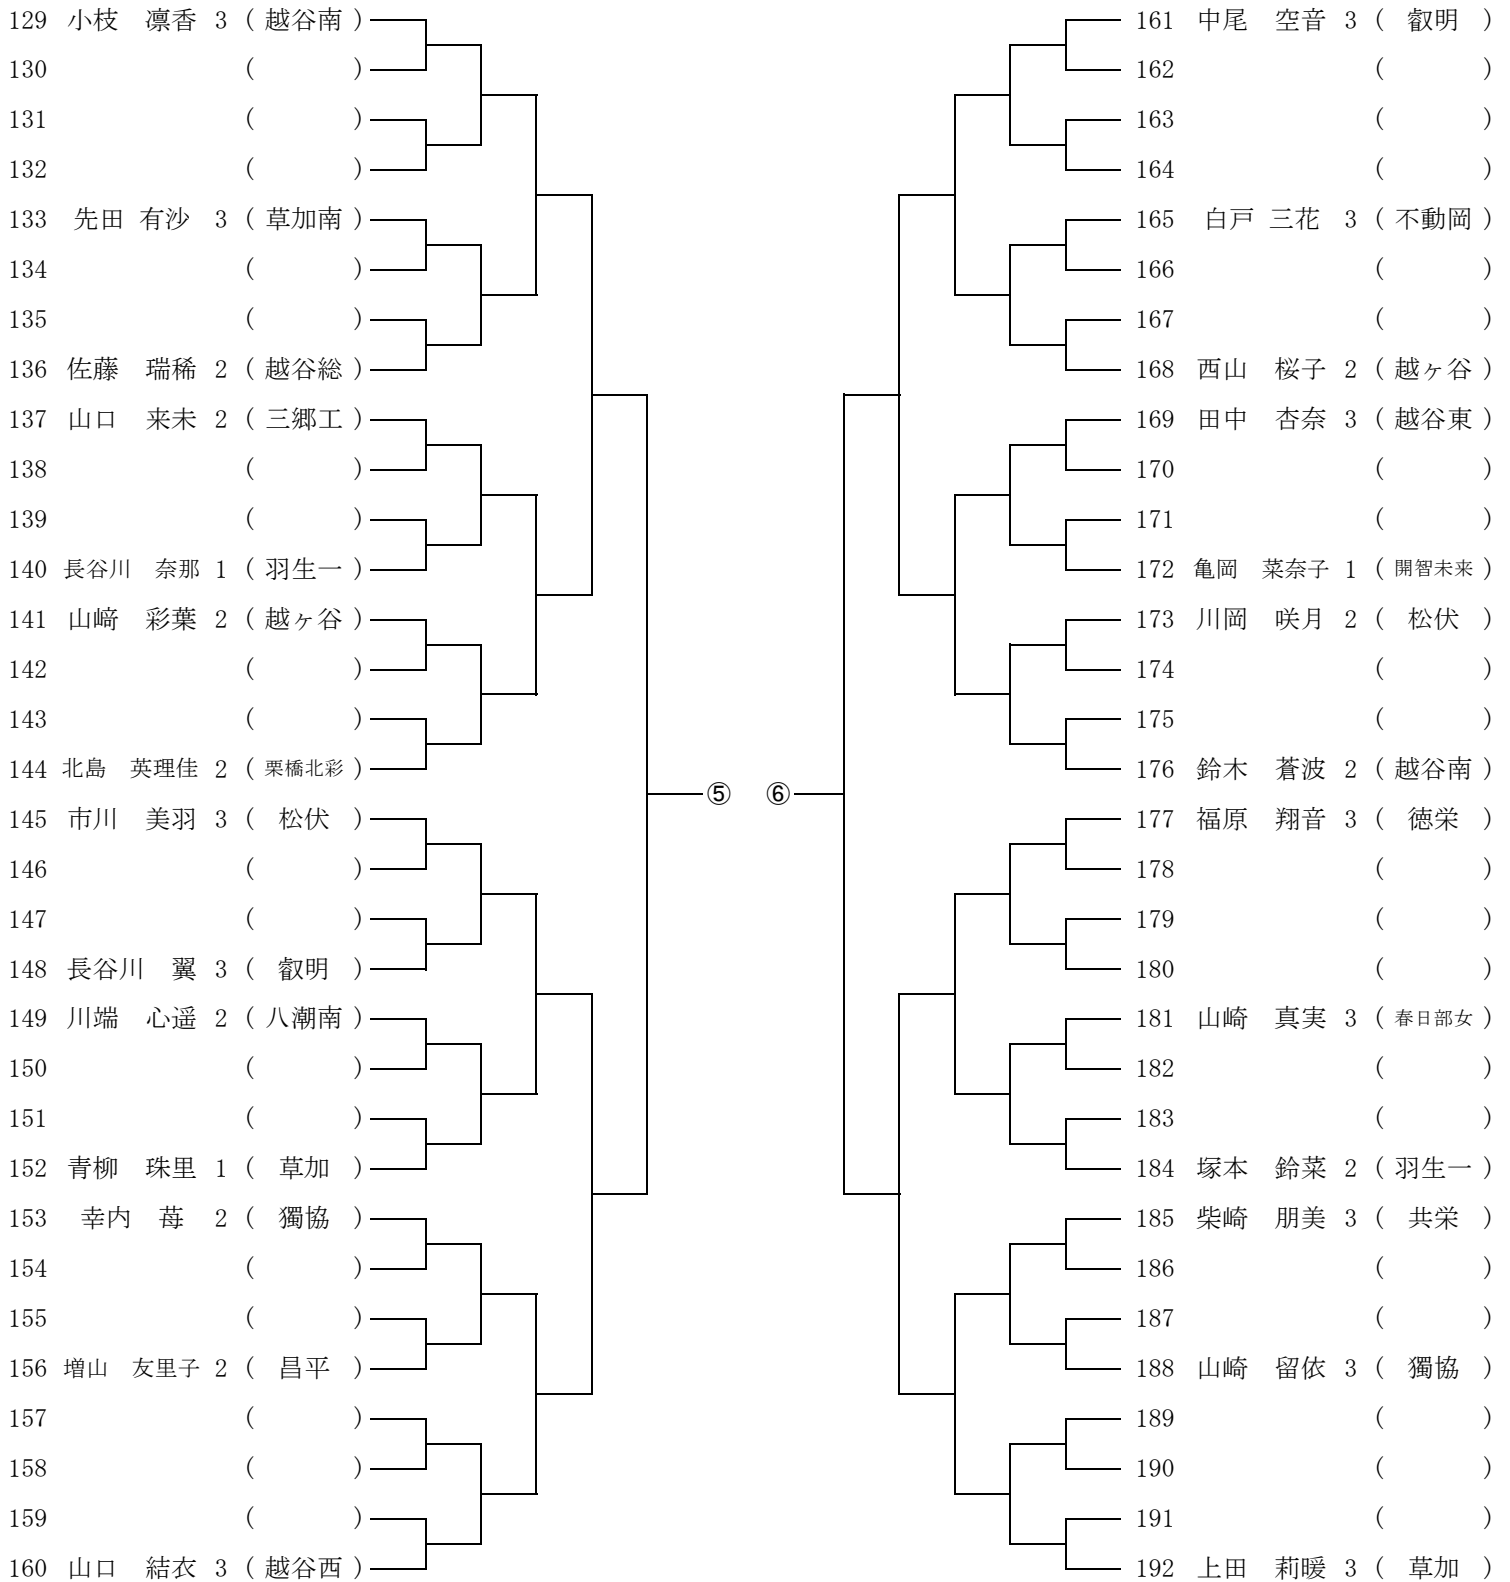 129 小枝　凛香 3 ( 越谷南 )
130 (　　　)
131 (　　　)
132 (　　　)
133 先田 有沙 3 ( 草加南 )
134 (　　　)
135 (　　　)
136 佐藤　瑞稀 2 ( 越谷総 )
137 山口　来未 2 ( 三郷工 )
138 (　　　)
139 (　　　)
140 長谷川　奈那 1 ( 羽生一 )
141 山﨑　彩葉 2 ( 越ヶ谷 )
142 (　　　)
143 (　　　)
144 北島　英理佳 2 ( 栗橋北彩 )
145 市川　美羽 3 ( 松伏 )
146 (　　　)
147 (　　　)
148 長谷川　翼 3 ( 叡明 )
149 川端　心遥 2 ( 八潮南 )
150 (　　　)
151 (　　　)
152 青柳　珠里 1 ( 草加 )
153 幸内　苺 2 ( 獨協 )
154 (　　　)
155 (　　　)
156 増山　友里子 2 ( 昌平 )
157 (　　　)
158 (　　　)
159 (　　　)
160 山口　結衣 3 ( 越谷西 )
⑤
⑥
161 中尾　空音 3 ( 叡明 )
162 (　　　)
163 (　　　)
164 (　　　)
165 白戸 三花 3 ( 不動岡 )
166 (　　　)
167 (　　　)
168 西山　桜子 2 ( 越ヶ谷 )
169 田中　杏奈 3 ( 越谷東 )
170 (　　　)
171 (　　　)
172 亀岡　菜奈子 1 ( 開智未来 )
173 川岡　咲月 2 ( 松伏 )
174 (　　　)
175 (　　　)
176 鈴木　蒼波 2 ( 越谷南 )
177 福原　翔音 3 ( 徳栄 )
178 (　　　)
179 (　　　)
180 (　　　)
181 山崎　真実 3 ( 春日部女 )
182 (　　　)
183 (　　　)
184 塚本　鈴菜 2 ( 羽生一 )
185 柴崎　朋美 3 ( 共栄 )
186 (　　　)
187 (　　　)
188 山崎　留依 3 ( 獨協 )
189 (　　　)
190 (　　　)
191 (　　　)
192 上田　莉暖 3 ( 草加 )